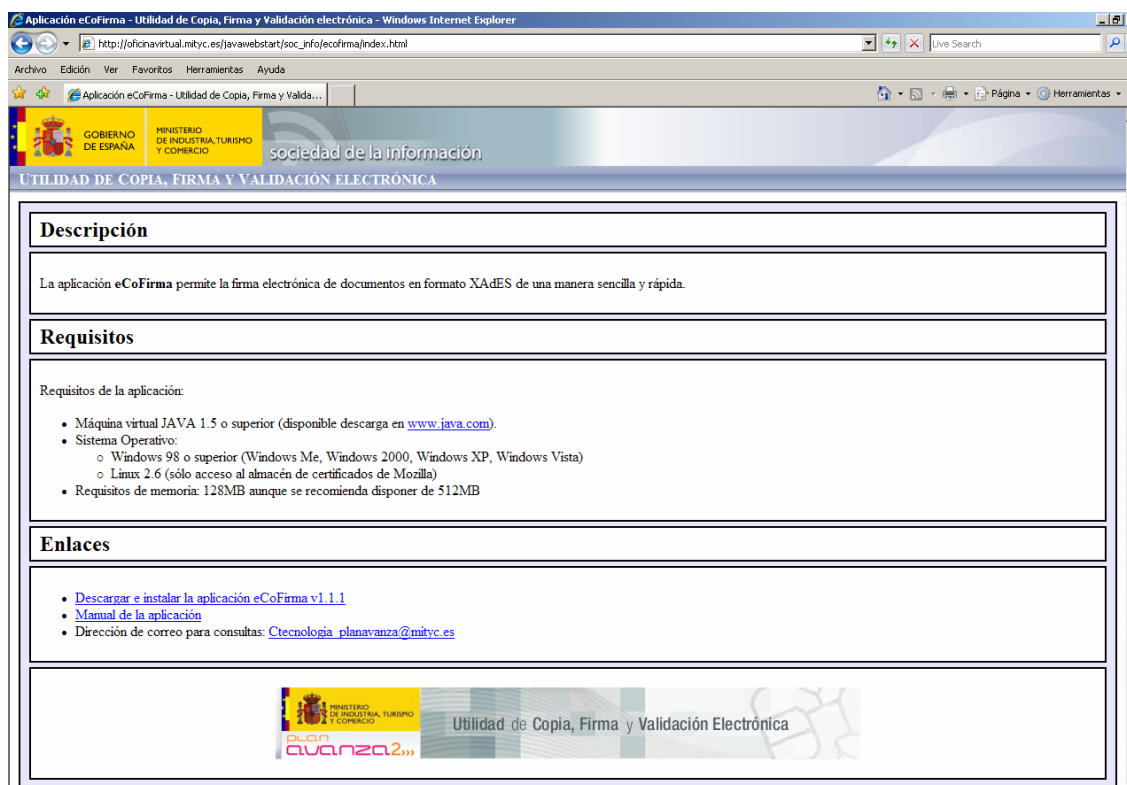 Aplicación eCoFirma - Utilidad de Copia, Firma y Validación electrónica - Windows Internet Explorer
http://oficinavirtual.mityc.es/javawebstart/soc_info/ecofirma/index.html
Live Search
Archivo Edición Ver Favoritos Herramientas Ayuda
Aplicación eCoFirma - Utilidad de Copia, Firma y Valida...
Página
Herramientas
GOBIERNO
DE ESPAÑA
MINISTERIO
DE INDUSTRIA, TURISMO
Y COMERCIO
sociedad de la información
UTILIDAD DE COPIA, FIRMA Y VALIDACIÓN ELECTRÓNICA
Descripción
La aplicación eCoFirma permite la firma electrónica de documentos en formato XAdES de una manera sencilla y rápida.
Requisitos
Requisitos de la aplicación:
• Máquina virtual JAVA 1.5 o superior (disponible descarga en www.java.com).
• Sistema Operativo:
o Windows 98 o superior (Windows Me, Windows 2000, Windows XP, Windows Vista)
o Linux 2.6 (sólo acceso al almacén de certificados de Mozilla)
• Requisitos de memoria: 128MB aunque se recomienda disponer de 512MB
Enlaces
• Descargar e instalar la aplicación eCoFirma v1.1.1
• Manual de la aplicación
• Dirección de correo para consultas: Ctecnologia_planavanza@mityc.es
MINISTERIO
DE INDUSTRIA, TURISMO
Y COMERCIO
PLAN
avanza2»»
Utilidad de Copia, Firma y Validación Electrónica